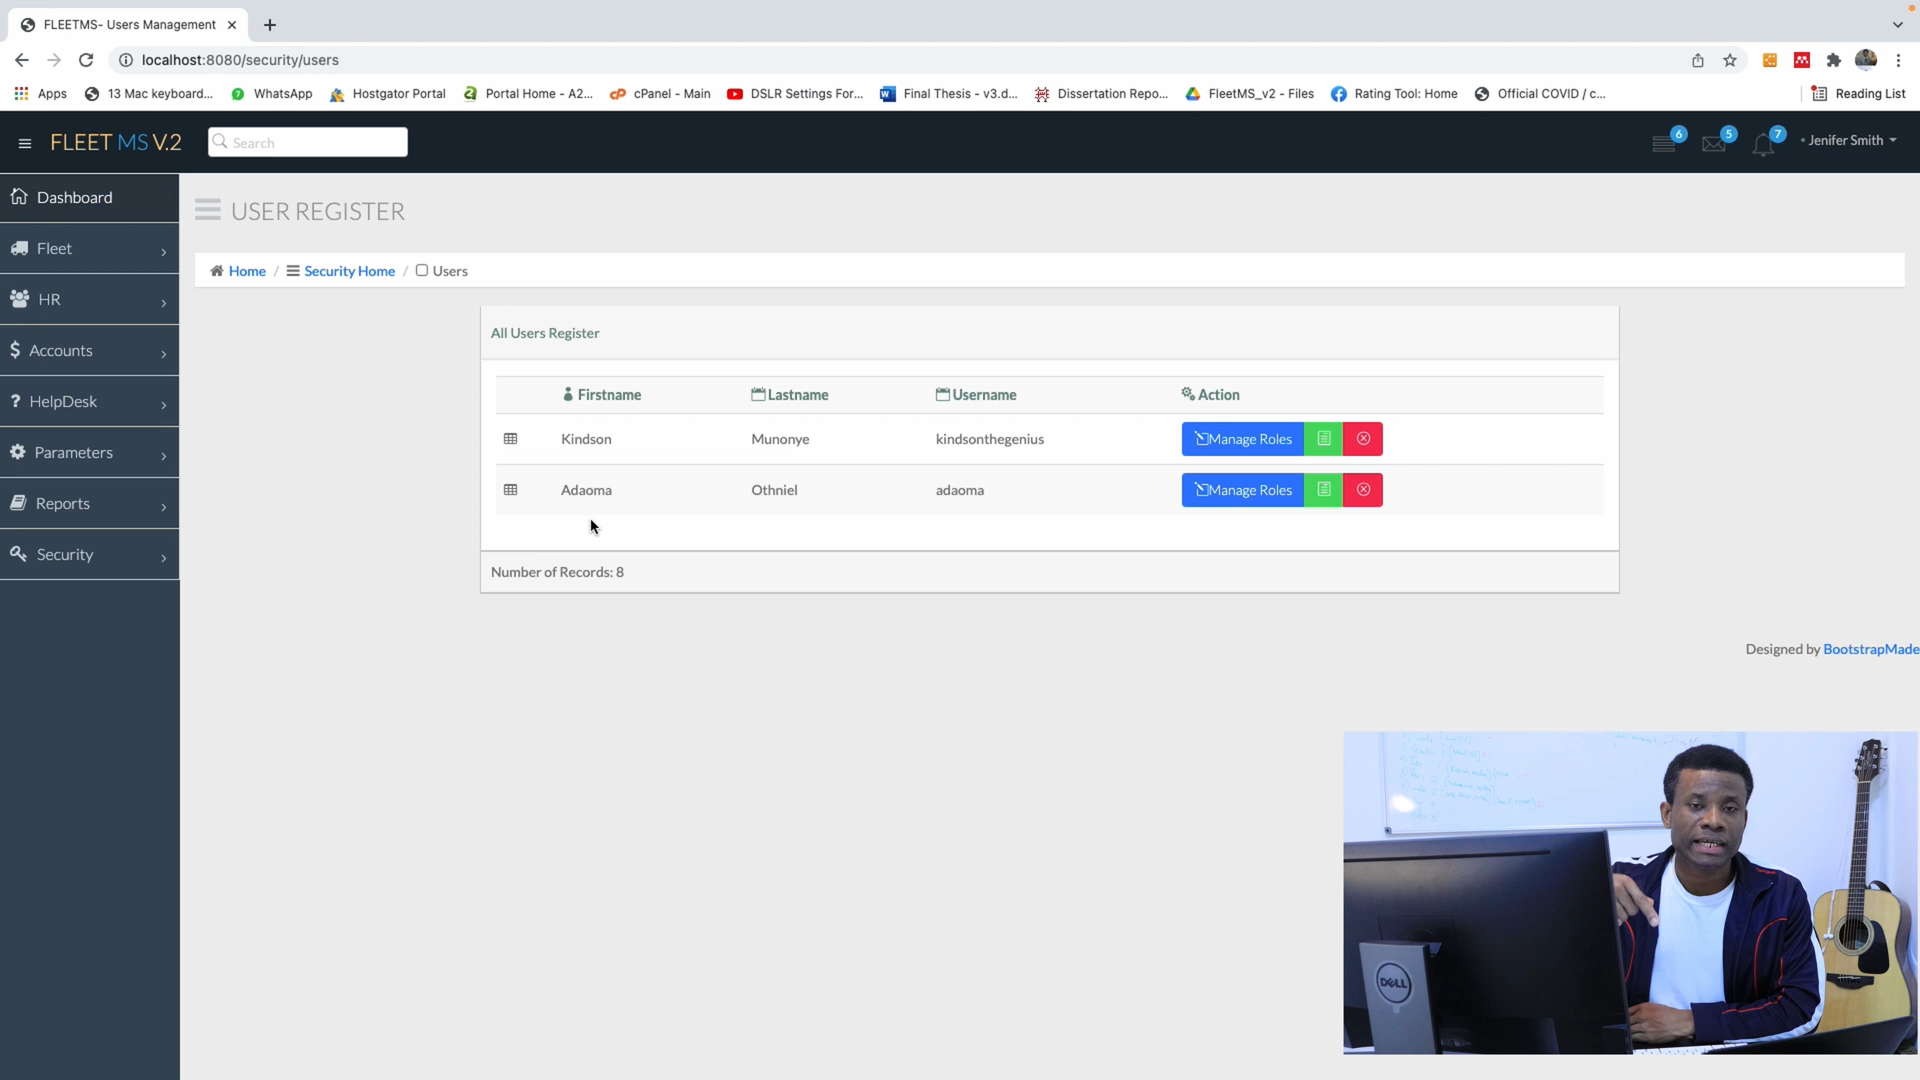 FLEETMS- Users Management
localhost:8080/security/users
Apps
13 Mac keyboard...
WhatsApp
Hostgator Portal
Portal Home - A2...
cPanel - Main
DSLR Settings For...
Final Thesis - v3.d...
Dissertation Repo...
FleetMS_v2 - Files
Rating Tool: Home
Official COVID / c...
Reading List
FLEET MS V.2
Search
6
5
7
Jenifer Smith
Dashboard
Fleet
HR
Accounts
HelpDesk
Parameters
Reports
Security
USER REGISTER
Home / Security Home / Users
All Users Register
Firstname Lastname Username Action
Kindson Munonye kindsonthegenius Manage Roles
Adaoma Othniel adaoma Manage Roles
Number of Records: 8
Designed by BootstrapMade
DELL